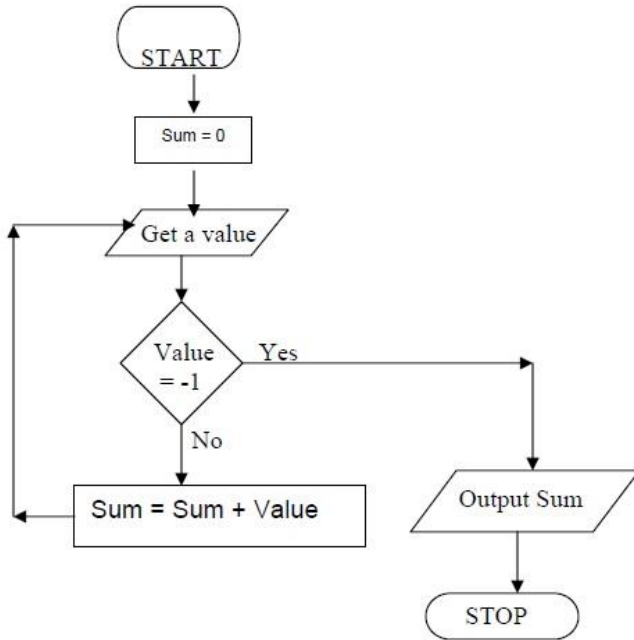 START
Sum = 0
Get a value
Value
= -1
Yes
No
Sum = Sum + Value
Output Sum
STOP